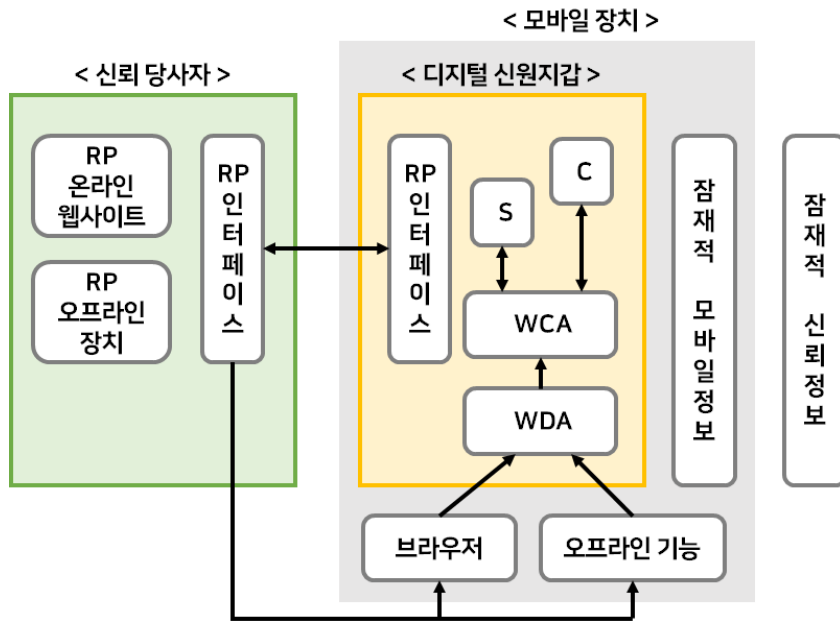 < 모바일 장치 >
< 신뢰 당사자 >
< 디지털 신원지갑 >
RP
온라인
웹사이트
RP
오프라인
장치
RP
인
터
페
이
스
RP
인
터
페
이
스
S
C
WCA
WDA
잠
재
적
모
바
일
정
보
잠
재
적
신
뢰
정
보
브라우저
오프라인 기능